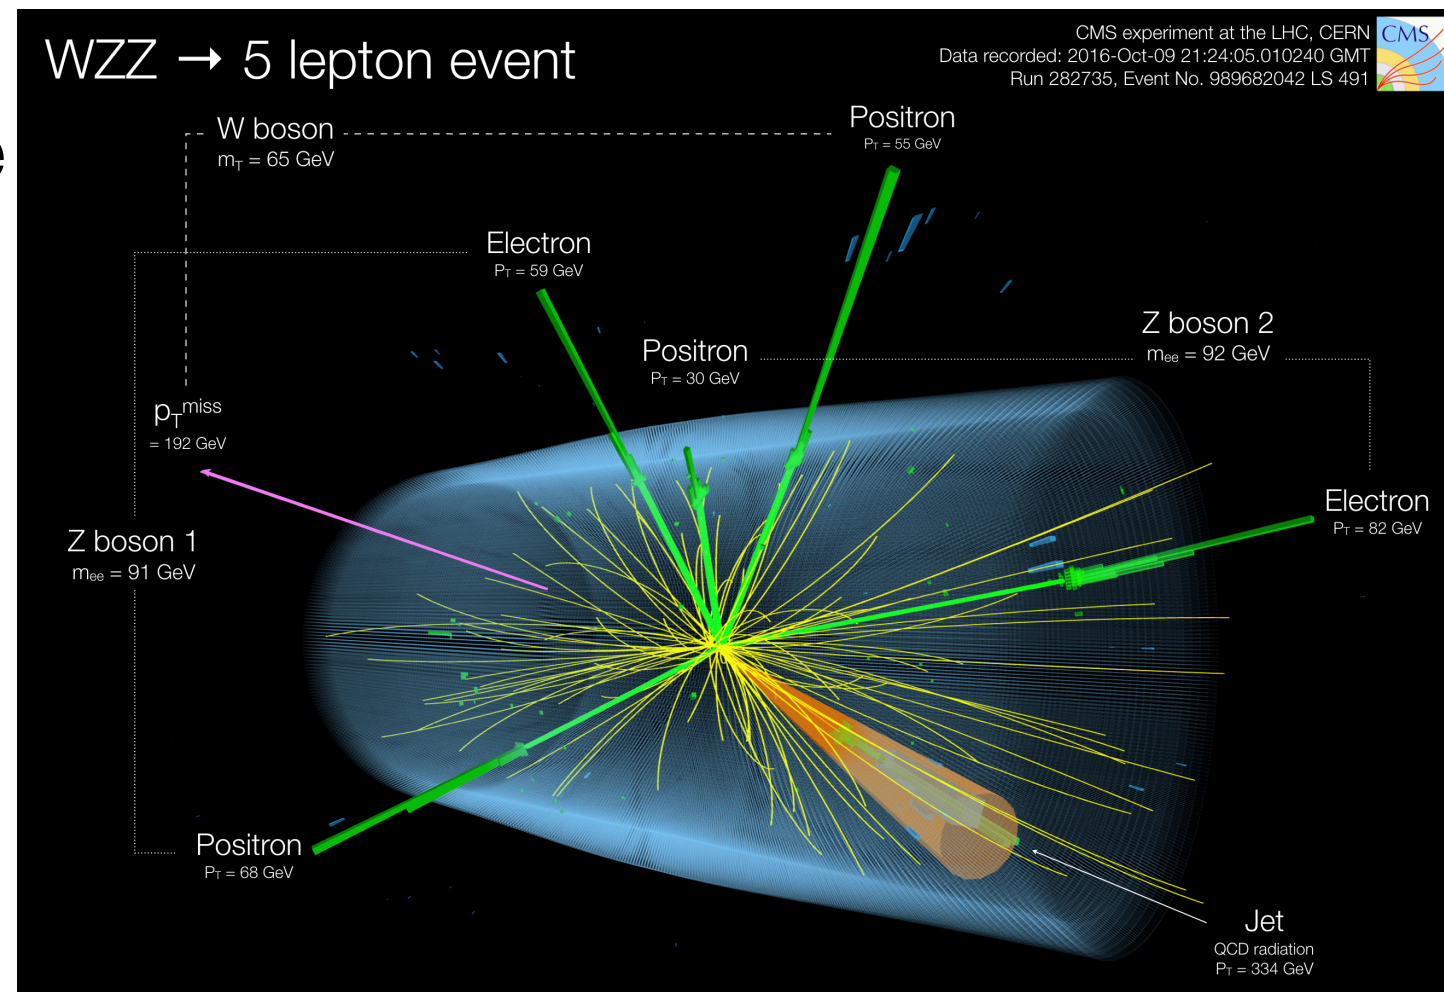 WZZ → 5 lepton event
CMS experiment at the LHC, CERN
Data recorded: 2016-Oct-09 21:24:05.010240 GMT
Run 282735, Event No. 989682042 LS 491
CMS
e
W boson
mT = 65 GeV
Positron
PT = 55 GeV
Electron
PT = 59 GeV
Positron
PT = 30 GeV
Z boson 2
mee = 92 GeV
pTmiss
= 192 GeV
Electron
PT = 82 GeV
Z boson 1
mee = 91 GeV
Positron
PT = 68 GeV
Jet
QCD radiation
PT = 334 GeV